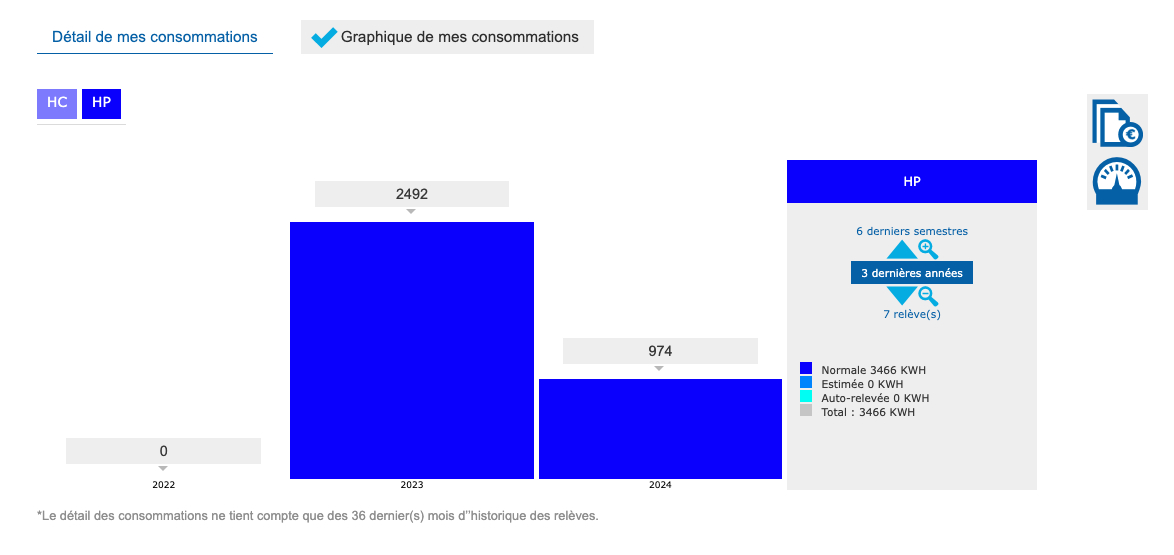 Détail de mes consommations
Graphique de mes consommations
HC HP
HP
6 derniers semestres
3 dernières années
7 relève(s)
2492
974
0
Normale 3466 KWH
Estimée 0 KWH
Auto-relevée 0 KWH
Total : 3466 KWH
2022 2023 2024
*Le détail des consommations ne tient compte que des 36 dernier(s) mois d''historique des relèves.